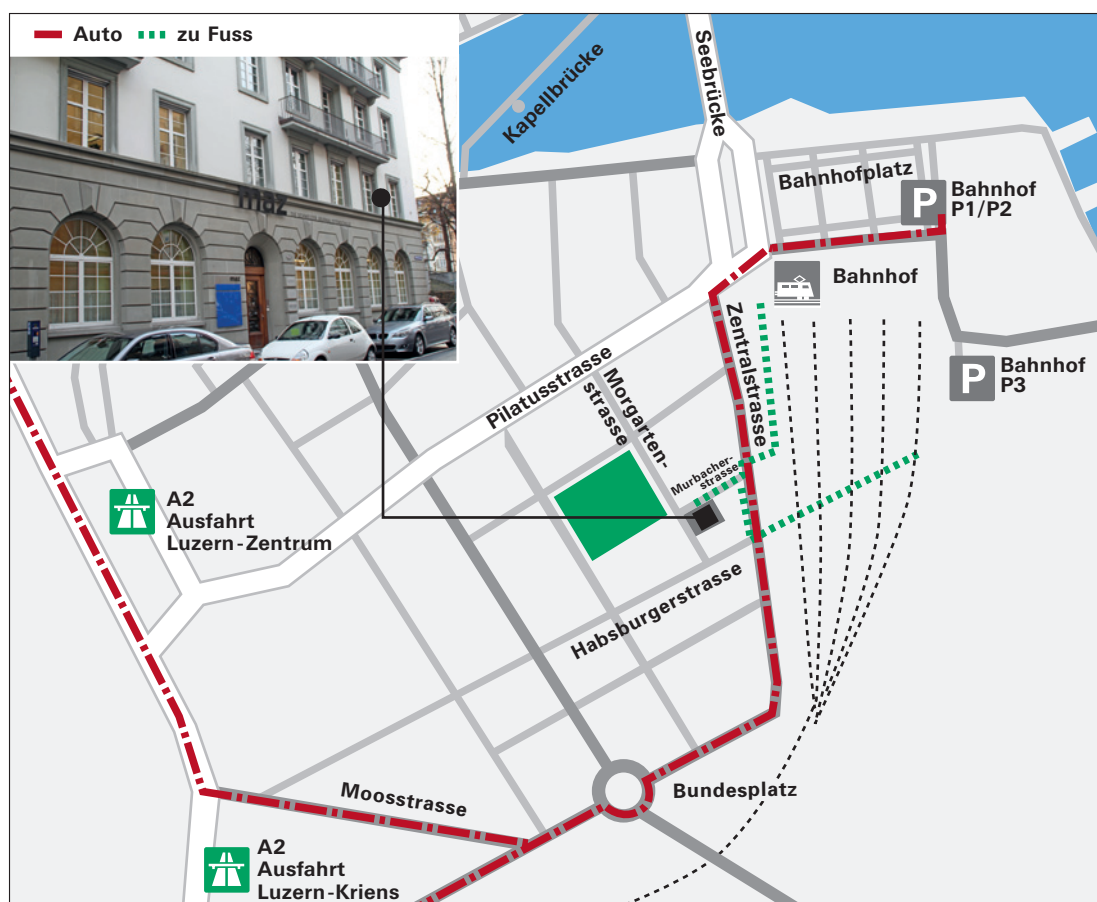 Auto zu Fuss
maz
Kapellbrücke
Seebrücke
Bahnhofplatz
P
Bahnhof
P1/P2
Bahnhof
P
Bahnhof
P3
Zentralstrasse
Pilatusstrasse
Morgarten-
strasse
Murbacher-
strasse
A2
Ausfahrt
Luzern-Zentrum
Habsburgerstrasse
Moosstrasse
Bundesplatz
A2
Ausfahrt
Luzern-Kriens